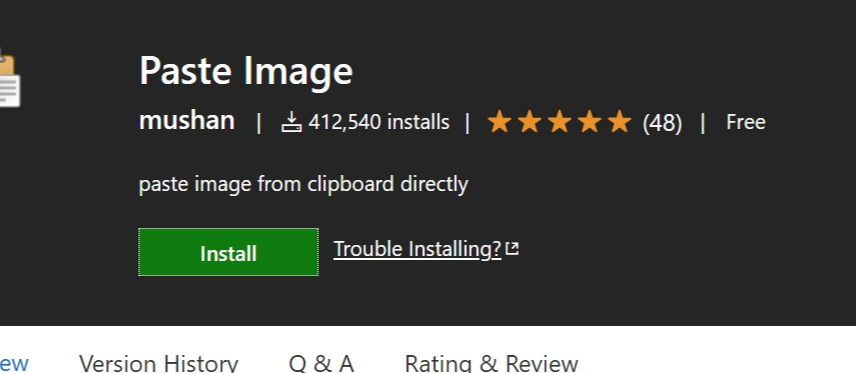 Paste Image
mushan | 412,540 installs | (48) | Free
paste image from clipboard directly
Install Trouble Installing?
ew Version History Q & A Rating & Review